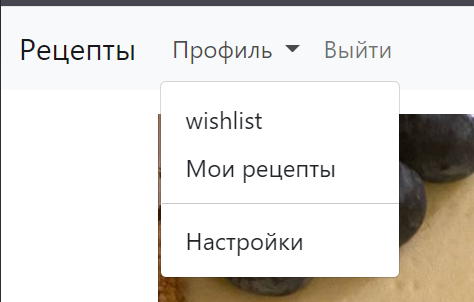 Рецепты Профиль Выйти
wishlist
Мои рецепты
Настройки